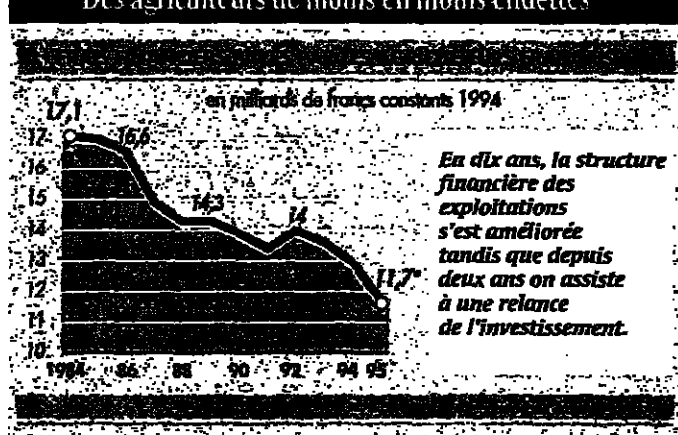 Des agriculteurs de moins en moins endettés
en milliards de francs constants 1994
17,1
17
16,6
16
15
14,3
14
14
13
12
11,7*
11
10
1984 86 88 90 92 94 95
En dix ans, la structure
financière des
exploitations
s'est améliorée
tandis que depuis
deux ans on assiste
à une relance
de l'investissement.